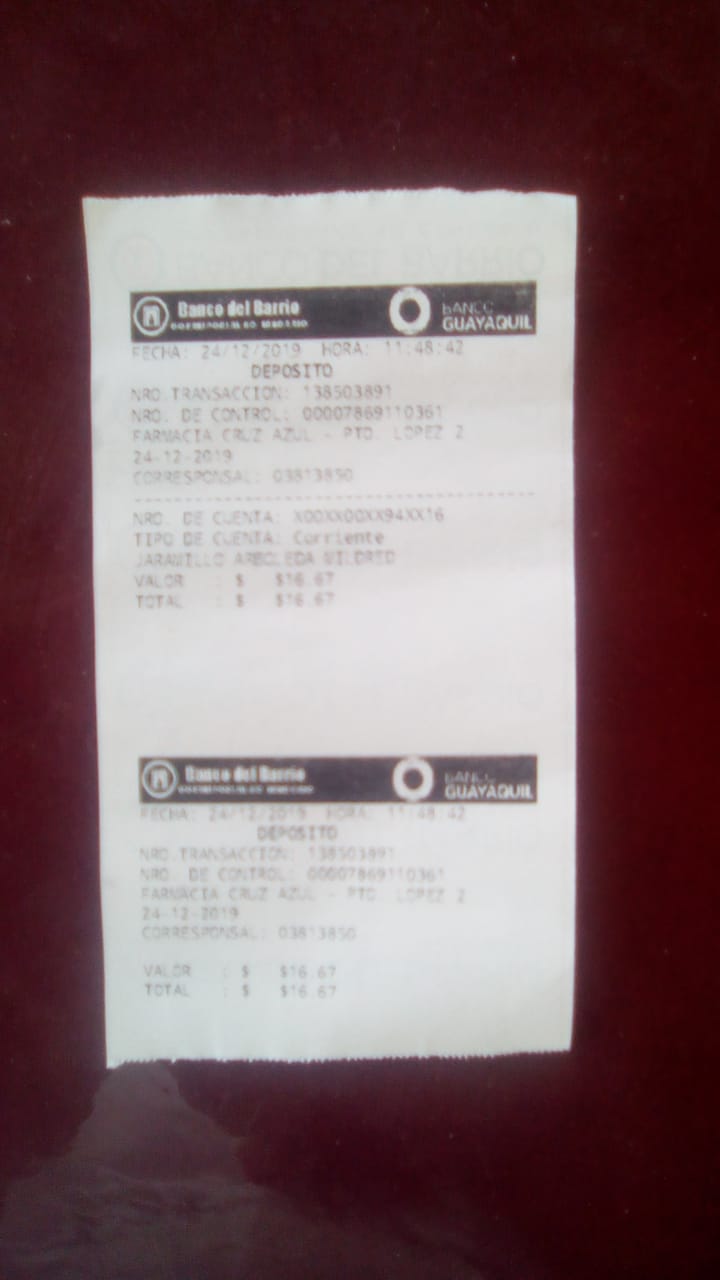 Banco del Barrio
BANCO
GUAYAQUIL
FECHA: 24/12/2019 HORA: 11:48:42
DEPOSITO
NRO.TRANSACCION: 138503891
NRO. DE CONTROL: 00007869110361
FARMACIA CRUZ AZUL - PTO. LOPEZ 2
24-12-2019
CORRESPONSAL: 03813850
NRO. DE CUENTA: X00XX00XX94XX16
TIPO DE CUENTA: Corriente
JARAMILLO ARBOLEDA MILDRED
VALOR : $ $16.67
TOTAL : $ $16.67
Banco del Barrio
BANCO
GUAYAQUIL
FECHA: 24/12/2019 HORA: 11:48:42
DEPOSITO
NRO.TRANSACCION: 138503891
NRO. DE CONTROL: 00007869110361
FARMACIA CRUZ AZUL - PTO. LOPEZ 2
24-12-2019
CORRESPONSAL: 03813850
VALOR : $ $16.67
TOTAL : $ $16.67